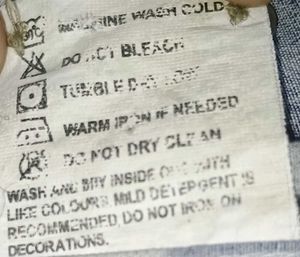 MACHINE WASH COLD
DO NOT BLEACH
TUMBLE DRY LOW
WARM IRON IF NEEDED
DO NOT DRY CLEAN
WASH AND DRY INSIDE OUT WITH
LIKE COLOURS MILD DETERGENT IS
RECOMMENDED, DO NOT IRON ON
DECORATIONS.